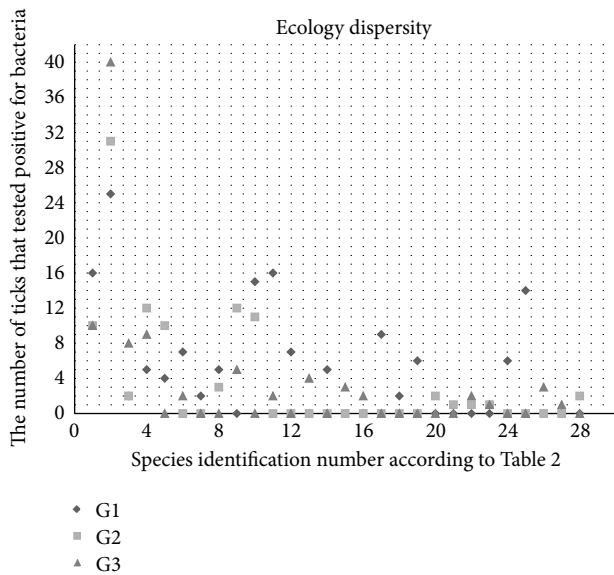 Ecology dispersity
The number of ticks that tested positive for bacteria
40
36
32
28
24
20
16
12
8
4
0
0 4 8 12 16 20 24 28
Species identification number according to Table 2
G1
G2
G3